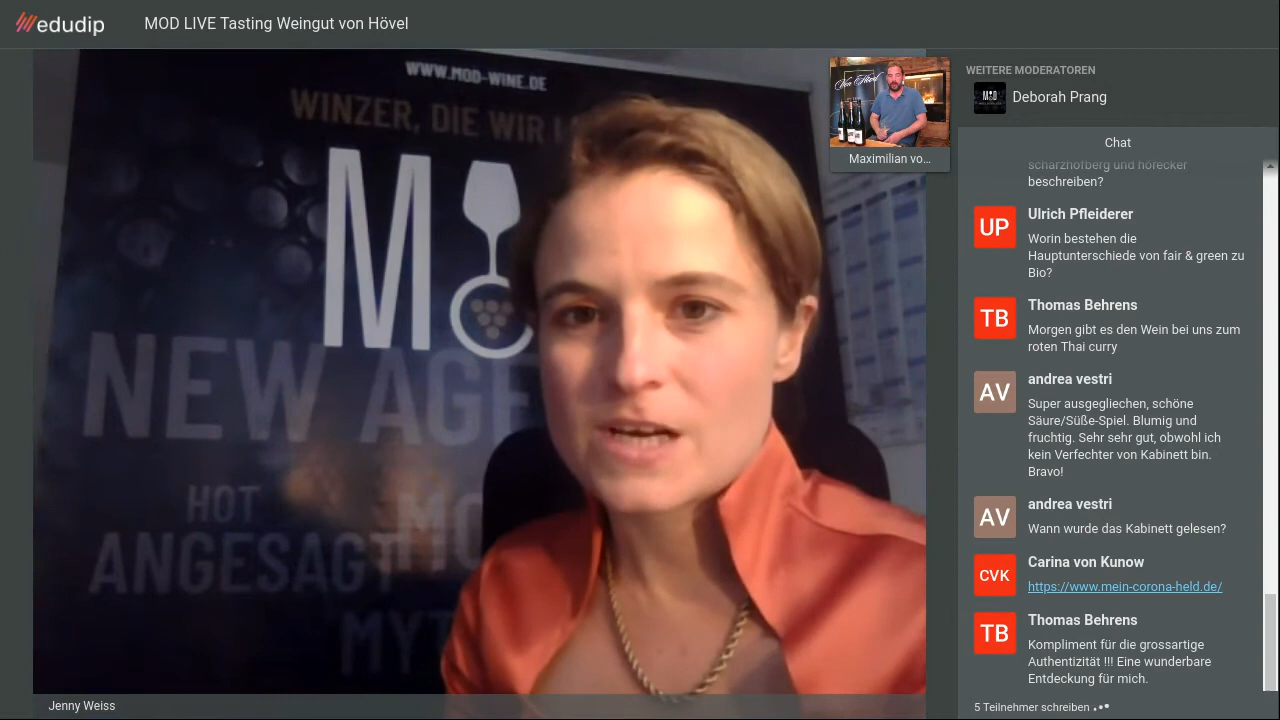 edudip
MOD LIVE Tasting Weingut von Hövel
WWW.MOD-WINE.DE
WINZER, DIE WIR
M
NEW AGE
HOT
MO
ANGESAGT
MYT
Jenny Weiss
Von Hövel
Maximilian vo...
WEITERE MODERATOREN
Deborah Prang
Chat
scharzhofberg und hörecker
beschreiben?
UP
Ulrich Pfleiderer
Worin bestehen die
Hauptunterschiede von fair & green zu
Bio?
TB
Thomas Behrens
Morgen gibt es den Wein bei uns zum
roten Thai curry
AV
andrea vestri
Super ausgegliechen, schöne
Säure/Süße-Spiel. Blumig und
fruchtig. Sehr sehr gut, obwohl ich
kein Verfechter von Kabinett bin.
Bravo!
AV
andrea vestri
Wann wurde das Kabinett gelesen?
CVK
Carina von Kunow
https://www.mein-corona-held.de/
TB
Thomas Behrens
Kompliment für die grossartige
Authentizität !!! Eine wunderbare
Entdeckung für mich.
5 Teilnehmer schreiben